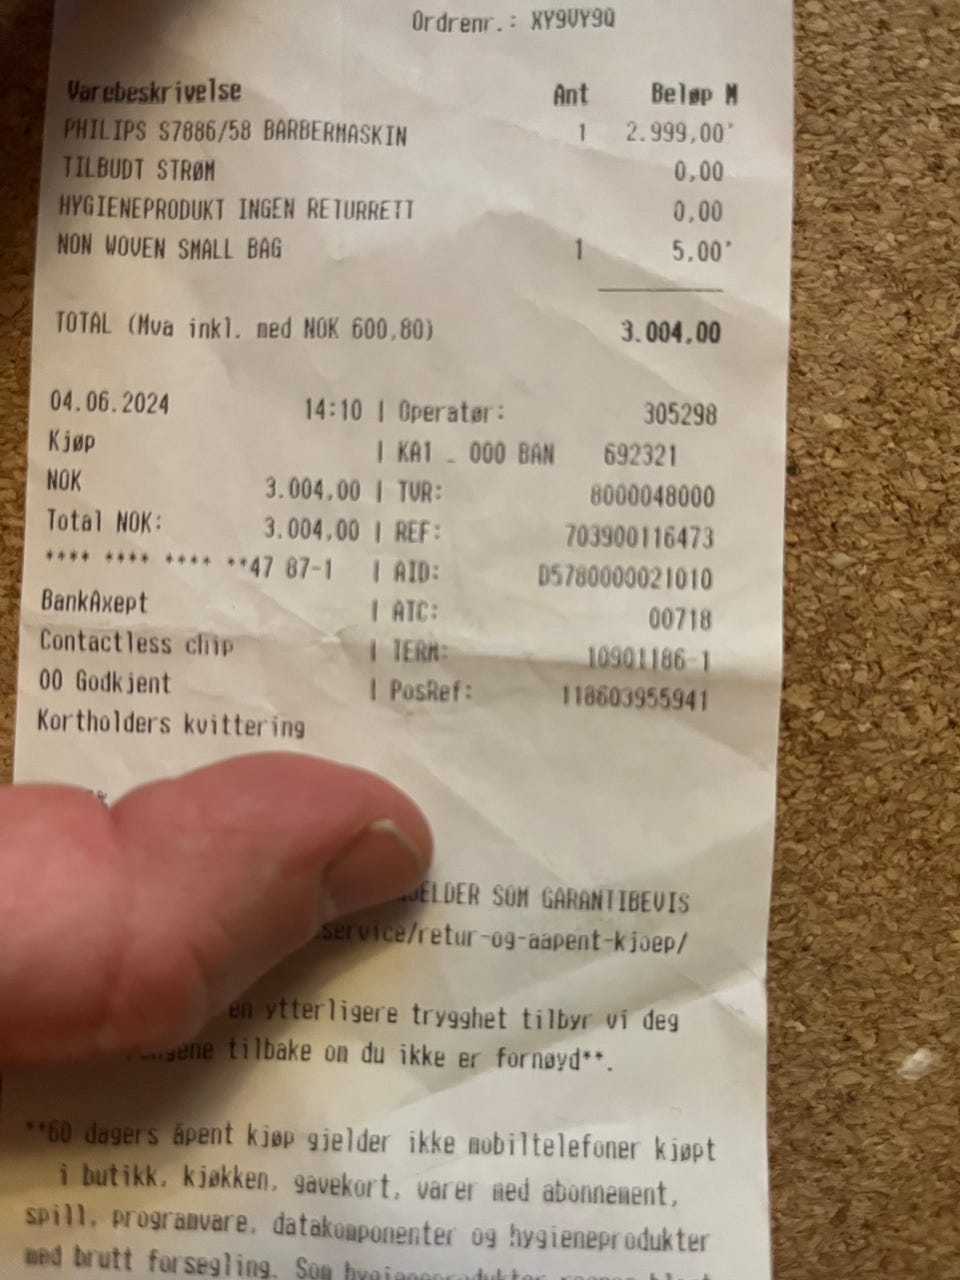 Ordrenr.: XY9VY9Q
Varebeskrivelse Ant Beløp M
PHILIPS S7886/58 BARBERMASKIN 1 2.999,00*
TILBUDT STRØM 0,00
HYGIENEPRODUKT INGEN RETURRETT 0,00
NON WOVEN SMALL BAG 1 5,00*
TOTAL (Mva inkl. med NOK 600,80) 3.004,00
04.06.2024 14:10 | Operatør: 305298
Kjøp | KA1 _ 000 BAN 692321
NOK 3.004,00 | TVR: 8000048000
Total NOK: 3.004,00 | REF: 703900116473
**** **** **** **47 87-1 | AID: D5780000021010
BankAxept | ATC: 00718
Contactless chip | TERM: 10901186-1
00 Godkjent | PosRef: 118603955941
Kortholders kvittering
%
JELDER SOM GARANTIBEVIS
service/retur-og-aapent-kjoep/
en ytterligere trygghet tilbyr vi deg
tilbake om du ikke er fornøyd**.
**60 dagers åpent kjøp gjelder ikke mobiltelefoner kjøpt
i butikk, kjøkken, gavekort, varer med abonnement,
spill, programvare, datakomponenter og hygieneprodukter
med brutt forsegling. Som hygieneprodukter